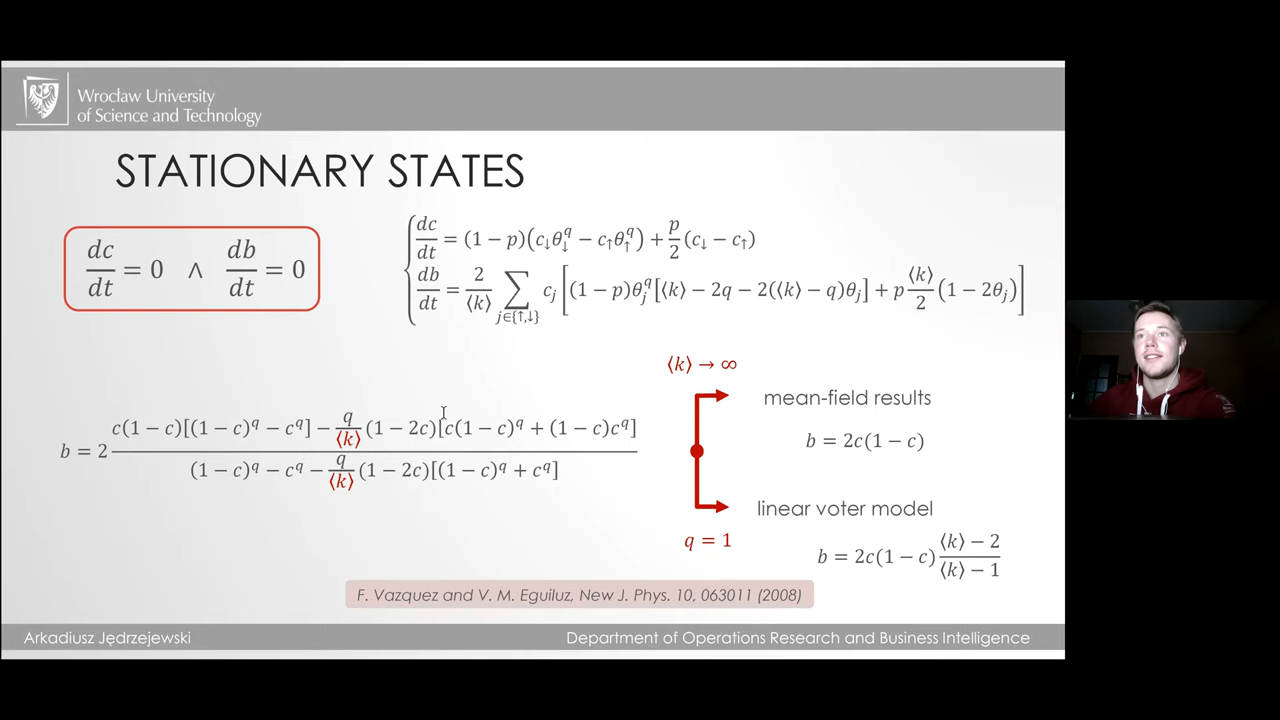 Wrocław University
of Science and Technology
STATIONARY STATES
dc/dt = 0 ∧ db/dt = 0
dc/dt = (1 − p)(c↓θ↓^q − c↑θ↑^q) + p/2 (c↓ − c↑)
db/dt = 2/⟨k⟩ ∑_{j∈{↑,↓}} c_j [(1 − p)θ_j^q[⟨k⟩ − 2q − 2(⟨k⟩ − q)θ_j] + p ⟨k⟩/2 (1 − 2θ_j)]
⟨k⟩ → ∞
mean-field results
b = 2c(1 − c)
b = 2 (c(1 − c)[(1 − c)^q − c^q] − q/⟨k⟩ (1 − 2c)[c(1 − c)^q + (1 − c)c^q]) / ((1 − c)^q − c^q − q/⟨k⟩ (1 − 2c)[(1 − c)^q + c^q])
linear voter model
q = 1
b = 2c(1 − c) (⟨k⟩ − 2)/(⟨k⟩ − 1)
F. Vazquez and V. M. Eguiluz, New J. Phys. 10, 063011 (2008)
Arkadiusz Jędrzejewski
Department of Operations Research and Business Intelligence